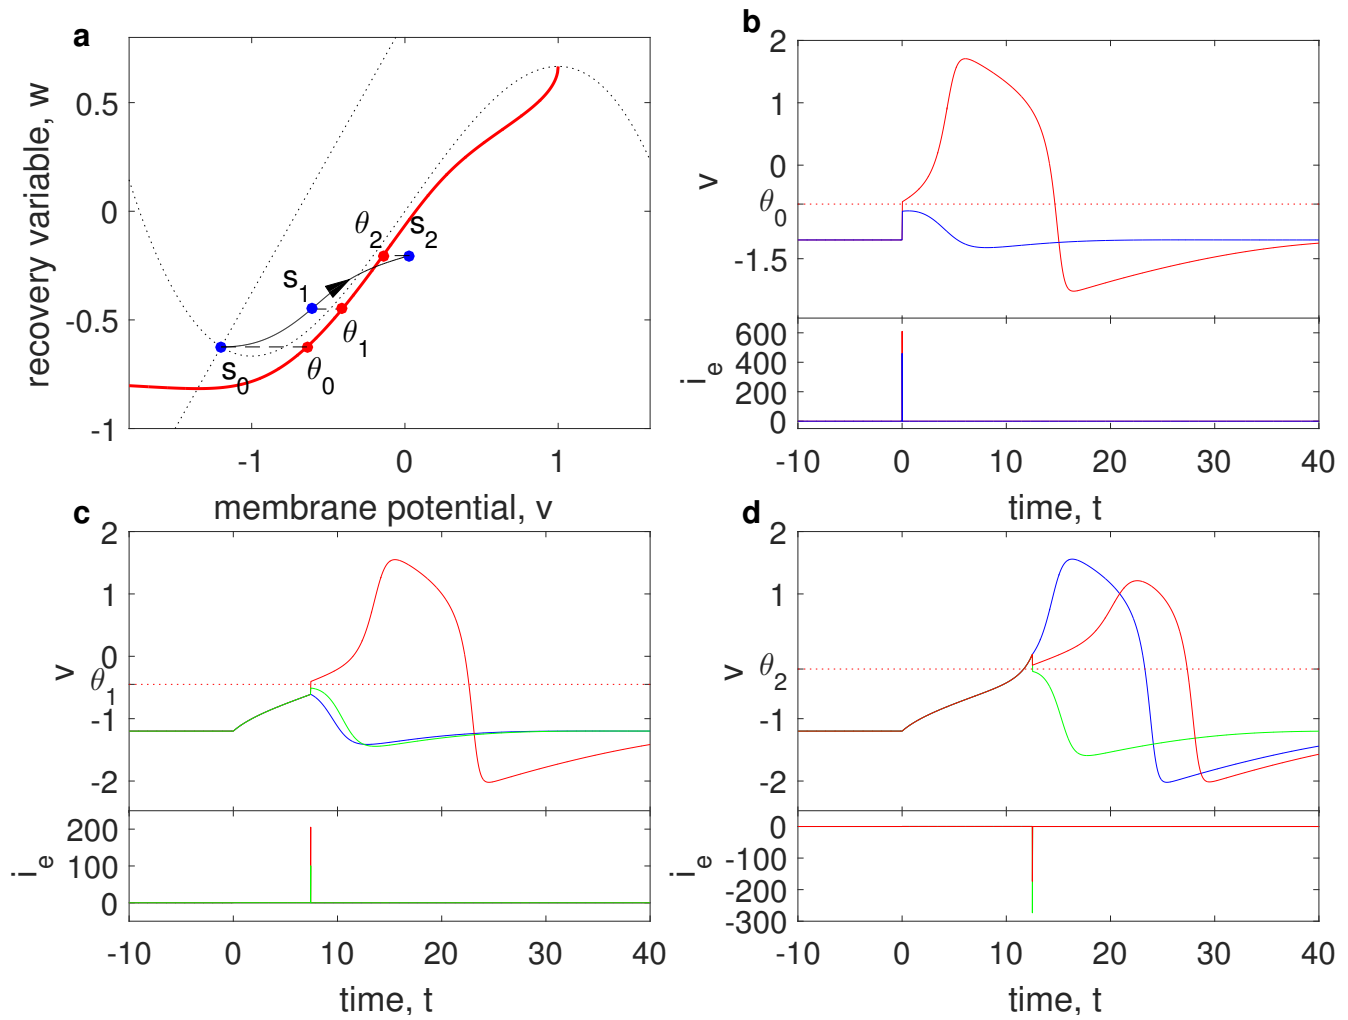 a
recovery variable, w
0.5
0
-0.5
-1
θ2
s2
s1
θ1
s0
θ0
-1
0
1
membrane potential, v
b
v
2
1
0
θ0
-1.5
ie
600
400
200
0
-10
0
10
20
30
40
time, t
c
v
2
1
0
θ1
-1
-2
ie
200
100
0
-10
0
10
20
30
40
time, t
d
v
2
1
θ2
-1
-2
ie
0
-100
-200
-300
-10
0
10
20
30
40
time, t